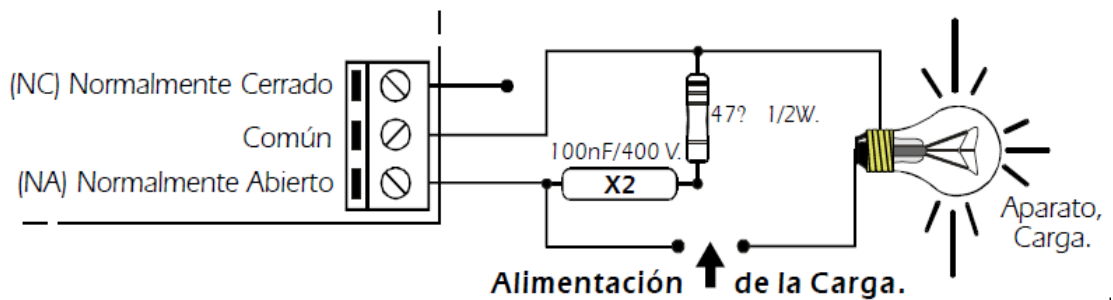 (NC) Normalmente Cerrado
Común
(NA) Normalmente Abierto
47? 1/2W.
100nF/400 V.
X2
Aparato,
Carga.
Alimentación de la Carga.